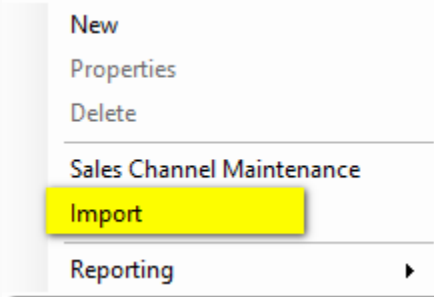 New
Properties
Delete
Sales Channel Maintenance
Import
Reporting